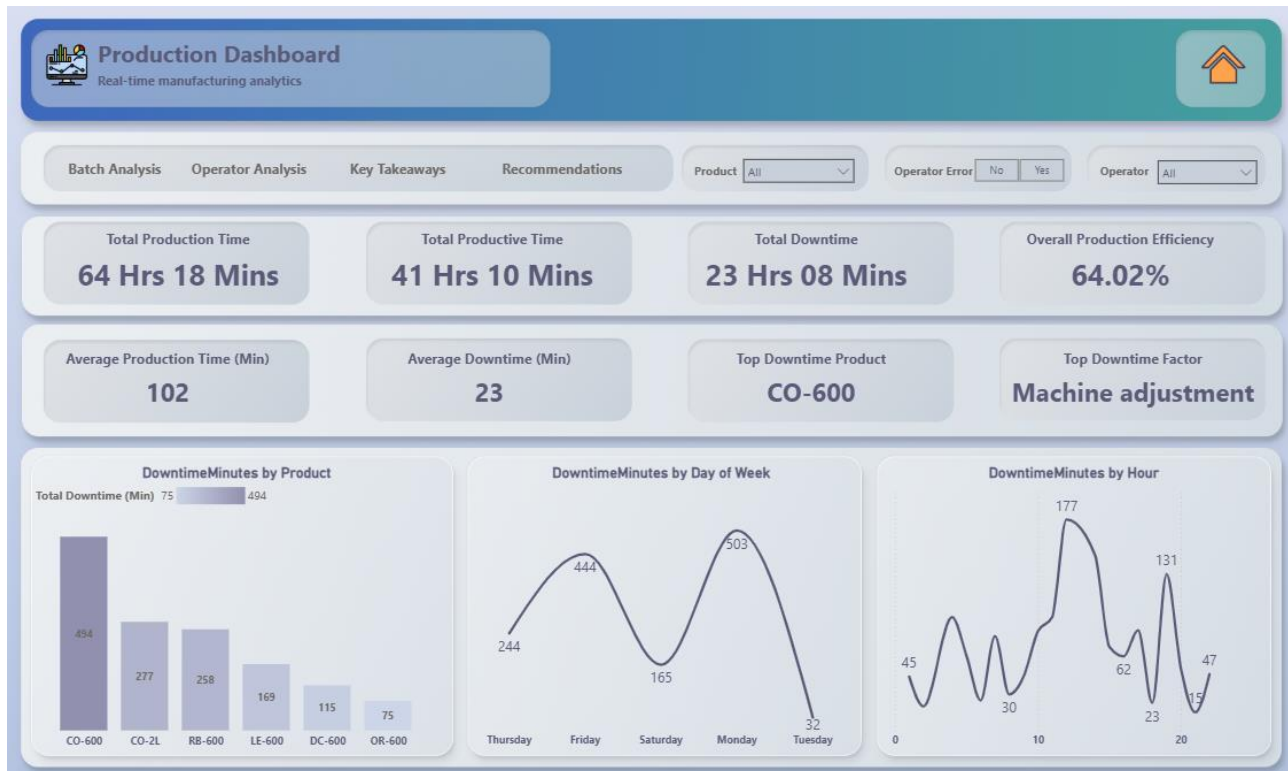 Production Dashboard
Real-time manufacturing analytics
Batch Analysis Operator Analysis Key Takeaways Recommendations Product All Operator Error No Yes Operator All
Total Production Time
64 Hrs 18 Mins
Total Productive Time
41 Hrs 10 Mins
Total Downtime
23 Hrs 08 Mins
Overall Production Efficiency
64.02%
Average Production Time (Min)
102
Average Downtime (Min)
23
Top Downtime Product
CO-600
Top Downtime Factor
Machine adjustment
DowntimeMinutes by Product
Total Downtime (Min) 75 494
494 277 258 169 115 75
CO-600 CO-2L RB-600 LE-600 DC-600 OR-600
DowntimeMinutes by Day of Week
244 444 165 503 32
Thursday Friday Saturday Monday Tuesday
DowntimeMinutes by Hour
45 30 177 62 23 131 15 47
0 10 20